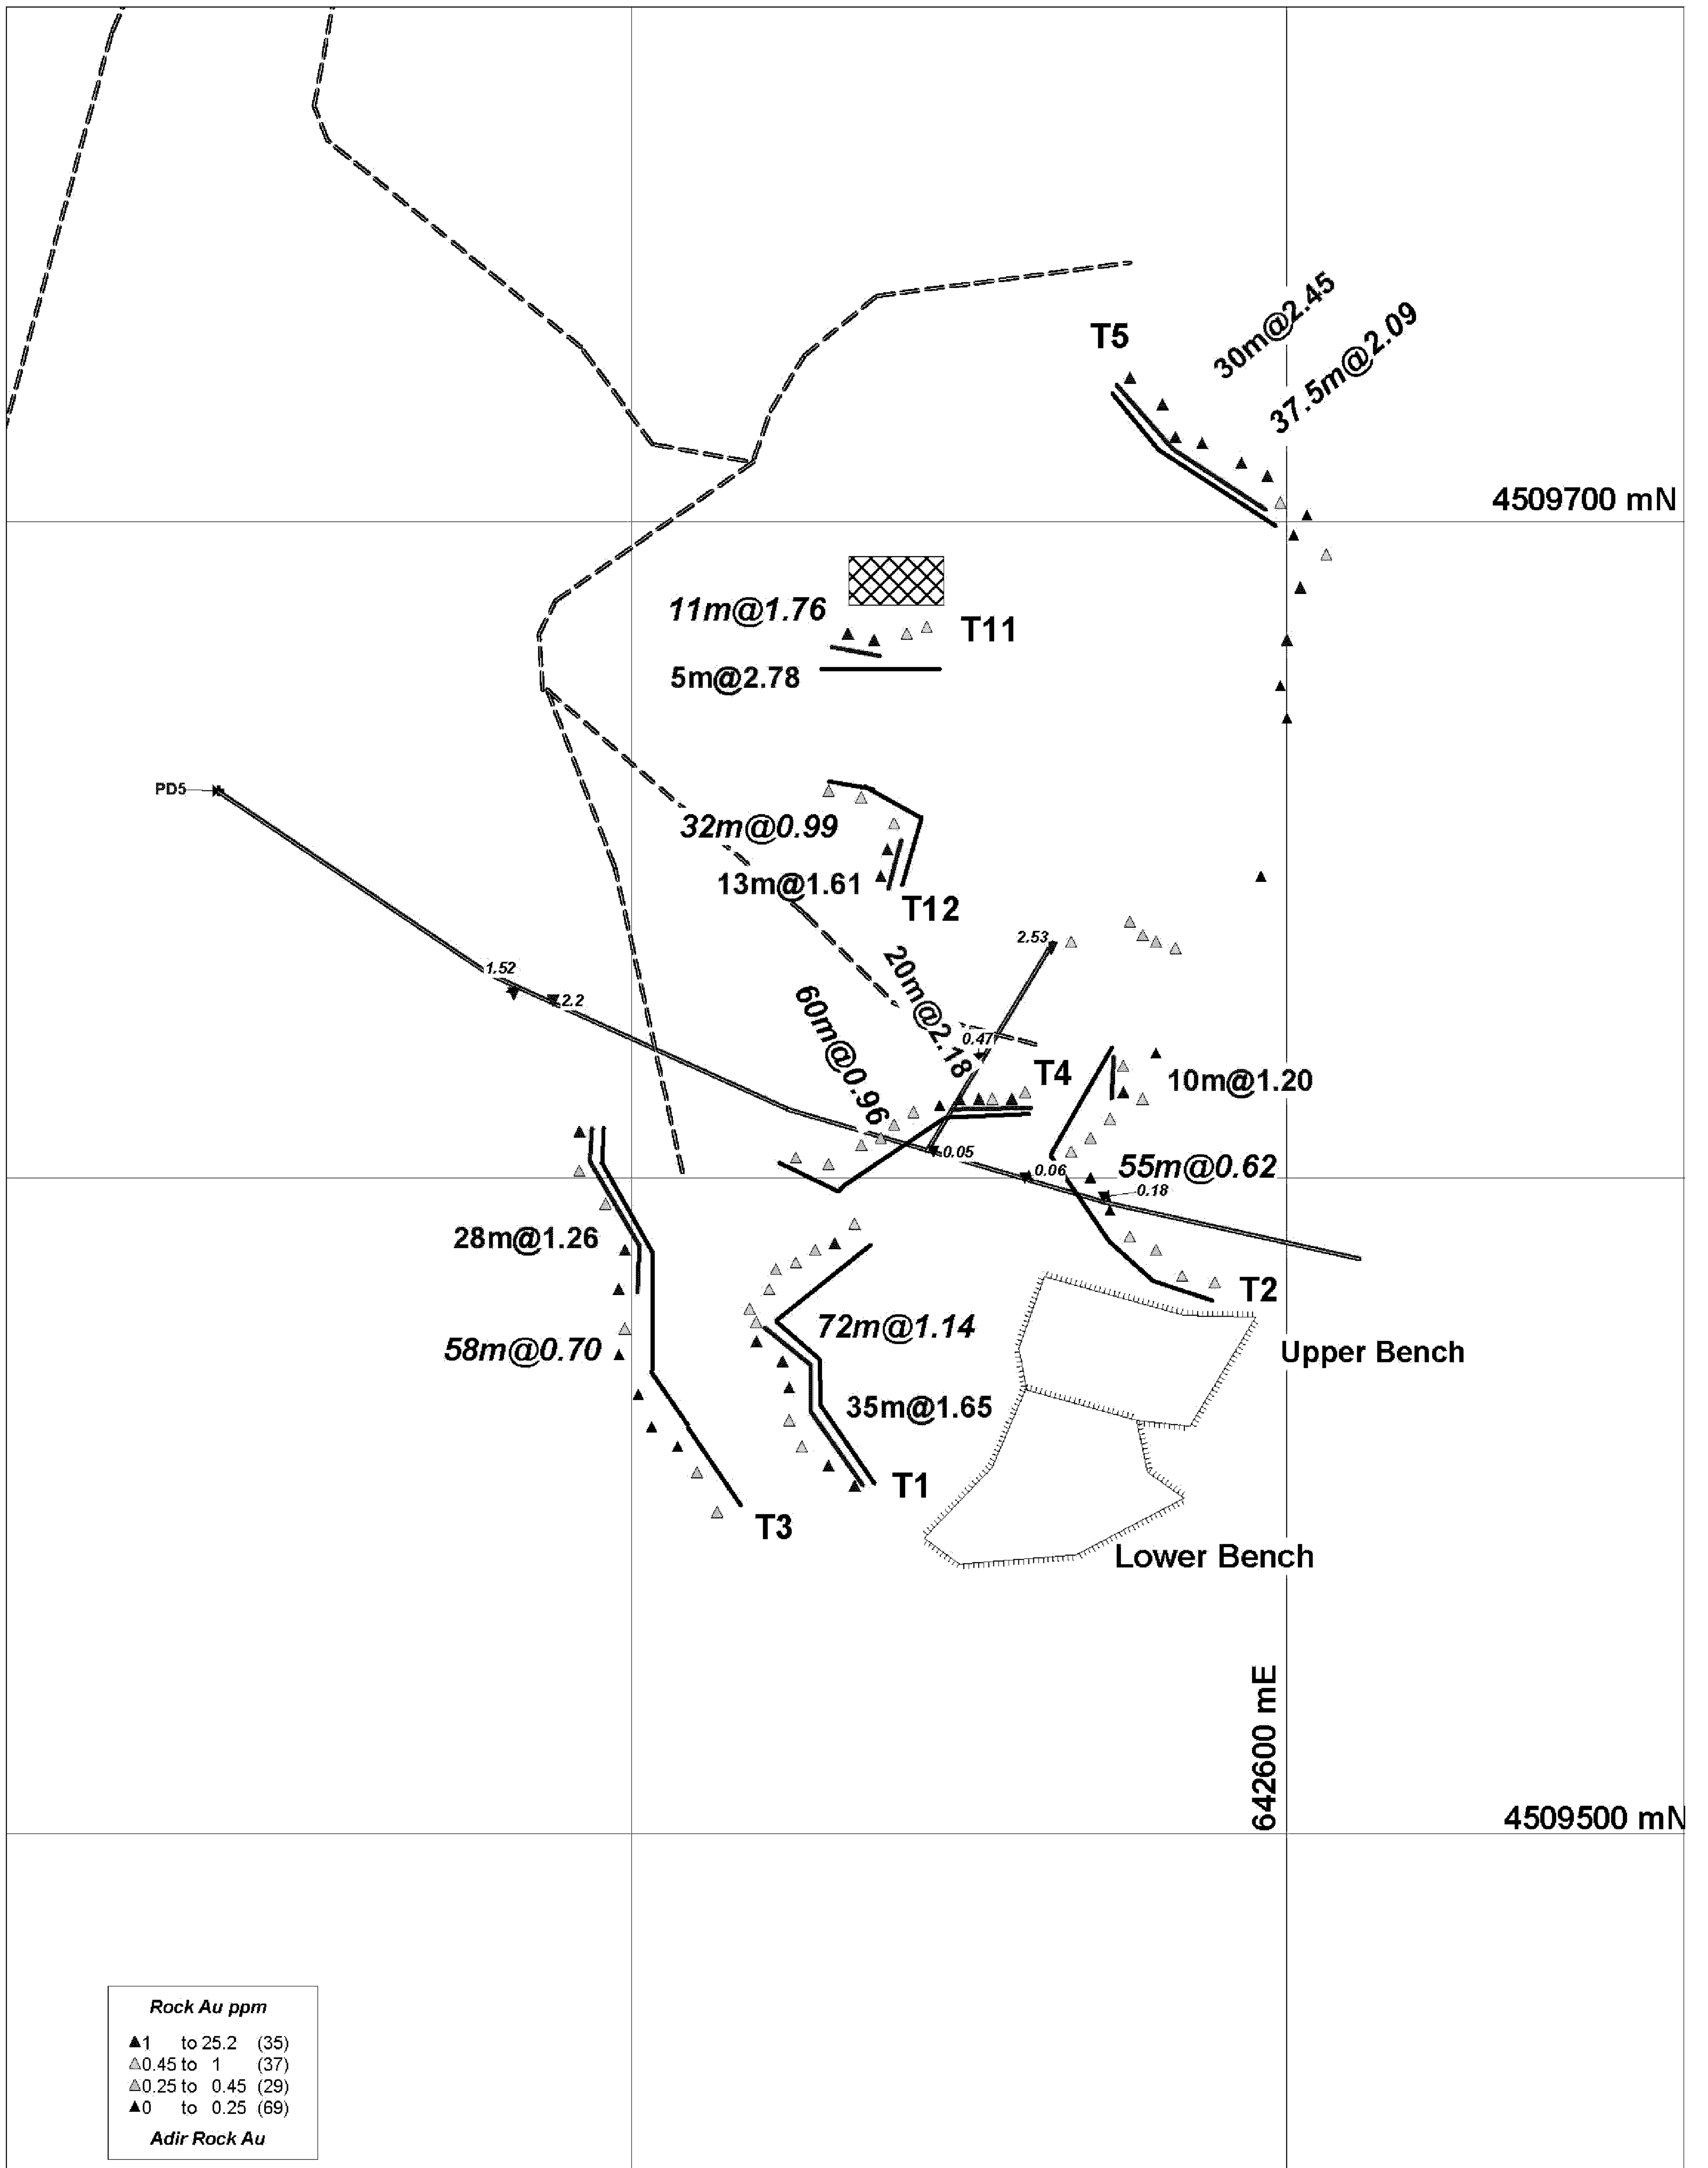 30m@2.45
T5
37.5m@2.09
4509700 mN
11m@1.76
T11
5m@2.78
PD5
32m@0.99
13m@1.61
T12
2.53
20m@2.18
1.52
2.2
60m@0.96
0.47
T4
10m@1.20
0.05
0.06
55m@0.62
0.18
28m@1.26
T2
72m@1.14
58m@0.70
Upper Bench
35m@1.65
T1
T3
Lower Bench
642600 mE
4509500 mN
Rock Au ppm
1 to 25.2 (35)
0.45 to 1 (37)
0.25 to 0.45 (29)
0 to 0.25 (69)
Adir Rock Au